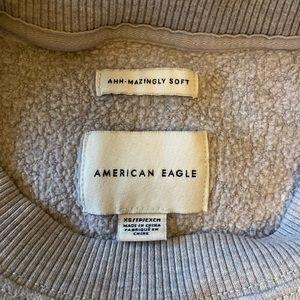 AHH-MAZINGLY SOFT
AMERICAN EAGLE
XS/TP/EXCH
MADE IN CHINA
FABRIQUÉ EN
CHINE